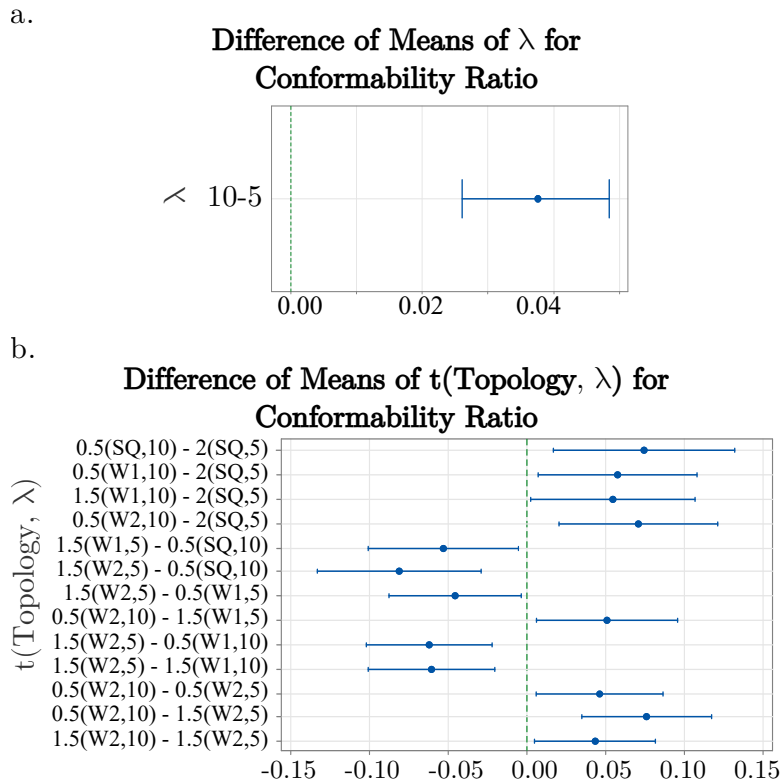 a.
Difference of Means of λ for
Conformability Ratio
λ 10-5
0.00 0.02 0.04
b.
Difference of Means of t(Topology, λ) for
Conformability Ratio
t(Topology, λ)
0.5(SQ,10) - 2(SQ,5)
0.5(W1,10) - 2(SQ,5)
1.5(W1,10) - 2(SQ,5)
0.5(W2,10) - 2(SQ,5)
1.5(W1,5) - 0.5(SQ,10)
1.5(W2,5) - 0.5(SQ,10)
1.5(W2,5) - 0.5(W1,5)
0.5(W2,10) - 1.5(W1,5)
1.5(W2,5) - 0.5(W1,10)
1.5(W2,5) - 1.5(W1,10)
0.5(W2,10) - 0.5(W2,5)
0.5(W2,10) - 1.5(W2,5)
1.5(W2,10) - 1.5(W2,5)
-0.15 -0.10 -0.05 0.00 0.05 0.10 0.15